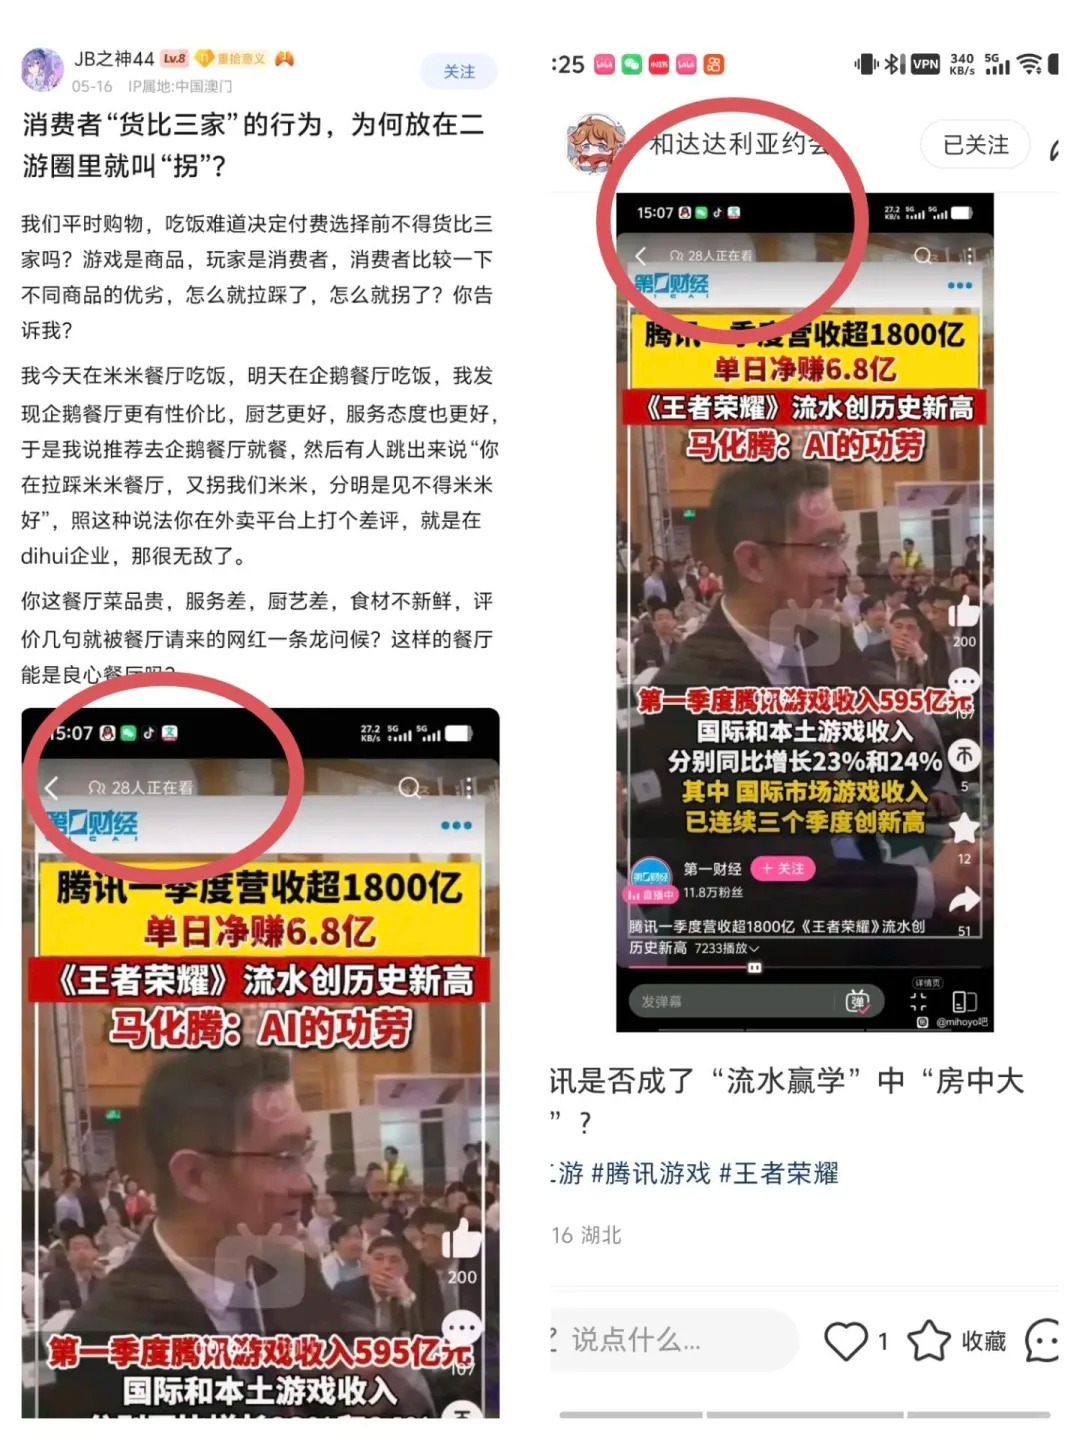 JB之神44 Lv.8 重拾意义
05-16 IP属地:中国澳门
关注
消费者“货比三家”的行为，为何放在二
游圈里就叫“拐”？
我们平时购物，吃饭难道决定付费选择前不得货比三
家吗？游戏是商品，玩家是消费者，消费者比较一下
不同商品的优劣，怎么就拉踩了，怎么就拐了？你告
诉我？
我今天在米米餐厅吃饭，明天在企鹅餐厅吃饭，我发
现企鹅餐厅更有性价比，厨艺更好，服务态度也更好，
于是我说推荐去企鹅餐厅就餐，然后有人跳出来说“你
在拉踩米米餐厅，又拐我们米米，分明是见不得米米
好”，照这种说法你在外卖平台上打个差评，就是在
dihui企业，那很无敌了。
你这餐厅菜品贵，服务差，厨艺差，食材不新鲜，评
价几句就被餐厅请来的网红一条龙问候？这样的餐厅
能是良心餐厅吗？
15:07 27.2 KB/s 5G 5G
28人正在看
第一财经
腾讯一季度营收超1800亿
单日净赚6.8亿
《王者荣耀》流水创历史新高
马化腾：AI的功劳
200
第一季度腾讯游戏收入595亿元
167
国际和本土游戏收入
:25 VPN 340 KB/s 5G
和达达利亚约会
已关注
15:07 27.2 5G 5G
28人正在看
第一财经
腾讯一季度营收超1800亿
单日净赚6.8亿
《王者荣耀》流水创历史新高
马化腾：AI的功劳
200
第一季度腾讯游戏收入595亿元
167
国际和本土游戏收入
分别同比增长23%和24%
5
其中 国际市场游戏收入
已连续三个季度创新高
12
第一财经 + 关注
直播中 11.8万粉丝
腾讯一季度营收超1800亿《王者荣耀》流水创
51
历史新高 7233播放
发弹幕 弹 详情页
@mihoyo吧
讯是否成了“流水赢学”中“房中大
”？
二游 #腾讯游戏 #王者荣耀
16 湖北
说点什么... 1 收藏